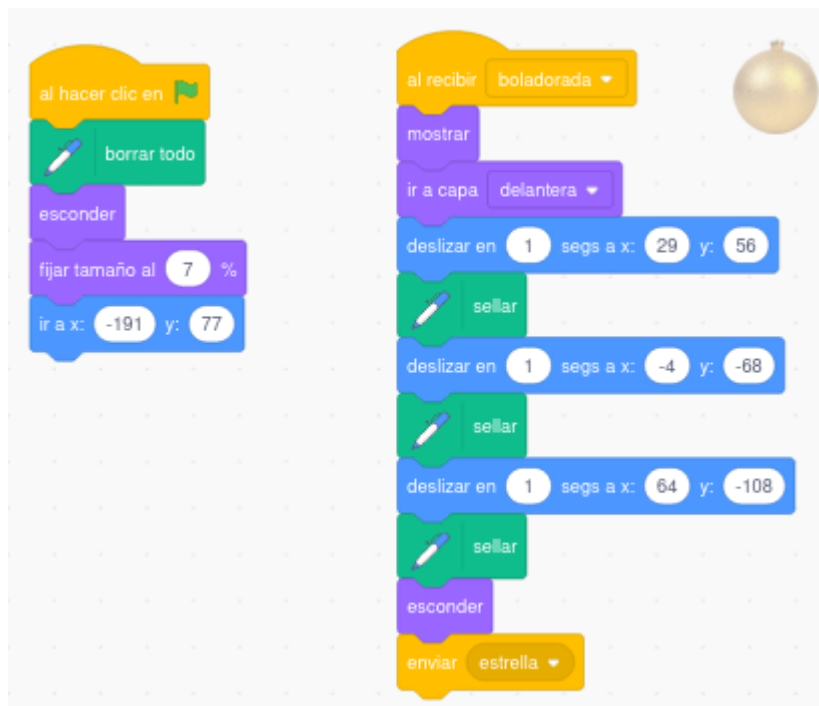 al hacer clic en
borrar todo
esconder
fijar tamaño al 7 %
ir a x: -191 y: 77
al recibir boladorada
mostrar
ir a capa delantera
deslizar en 1 segs a x: 29 y: 56
sellar
deslizar en 1 segs a x: -4 y: -68
sellar
deslizar en 1 segs a x: 64 y: -108
sellar
esconder
enviar estrella